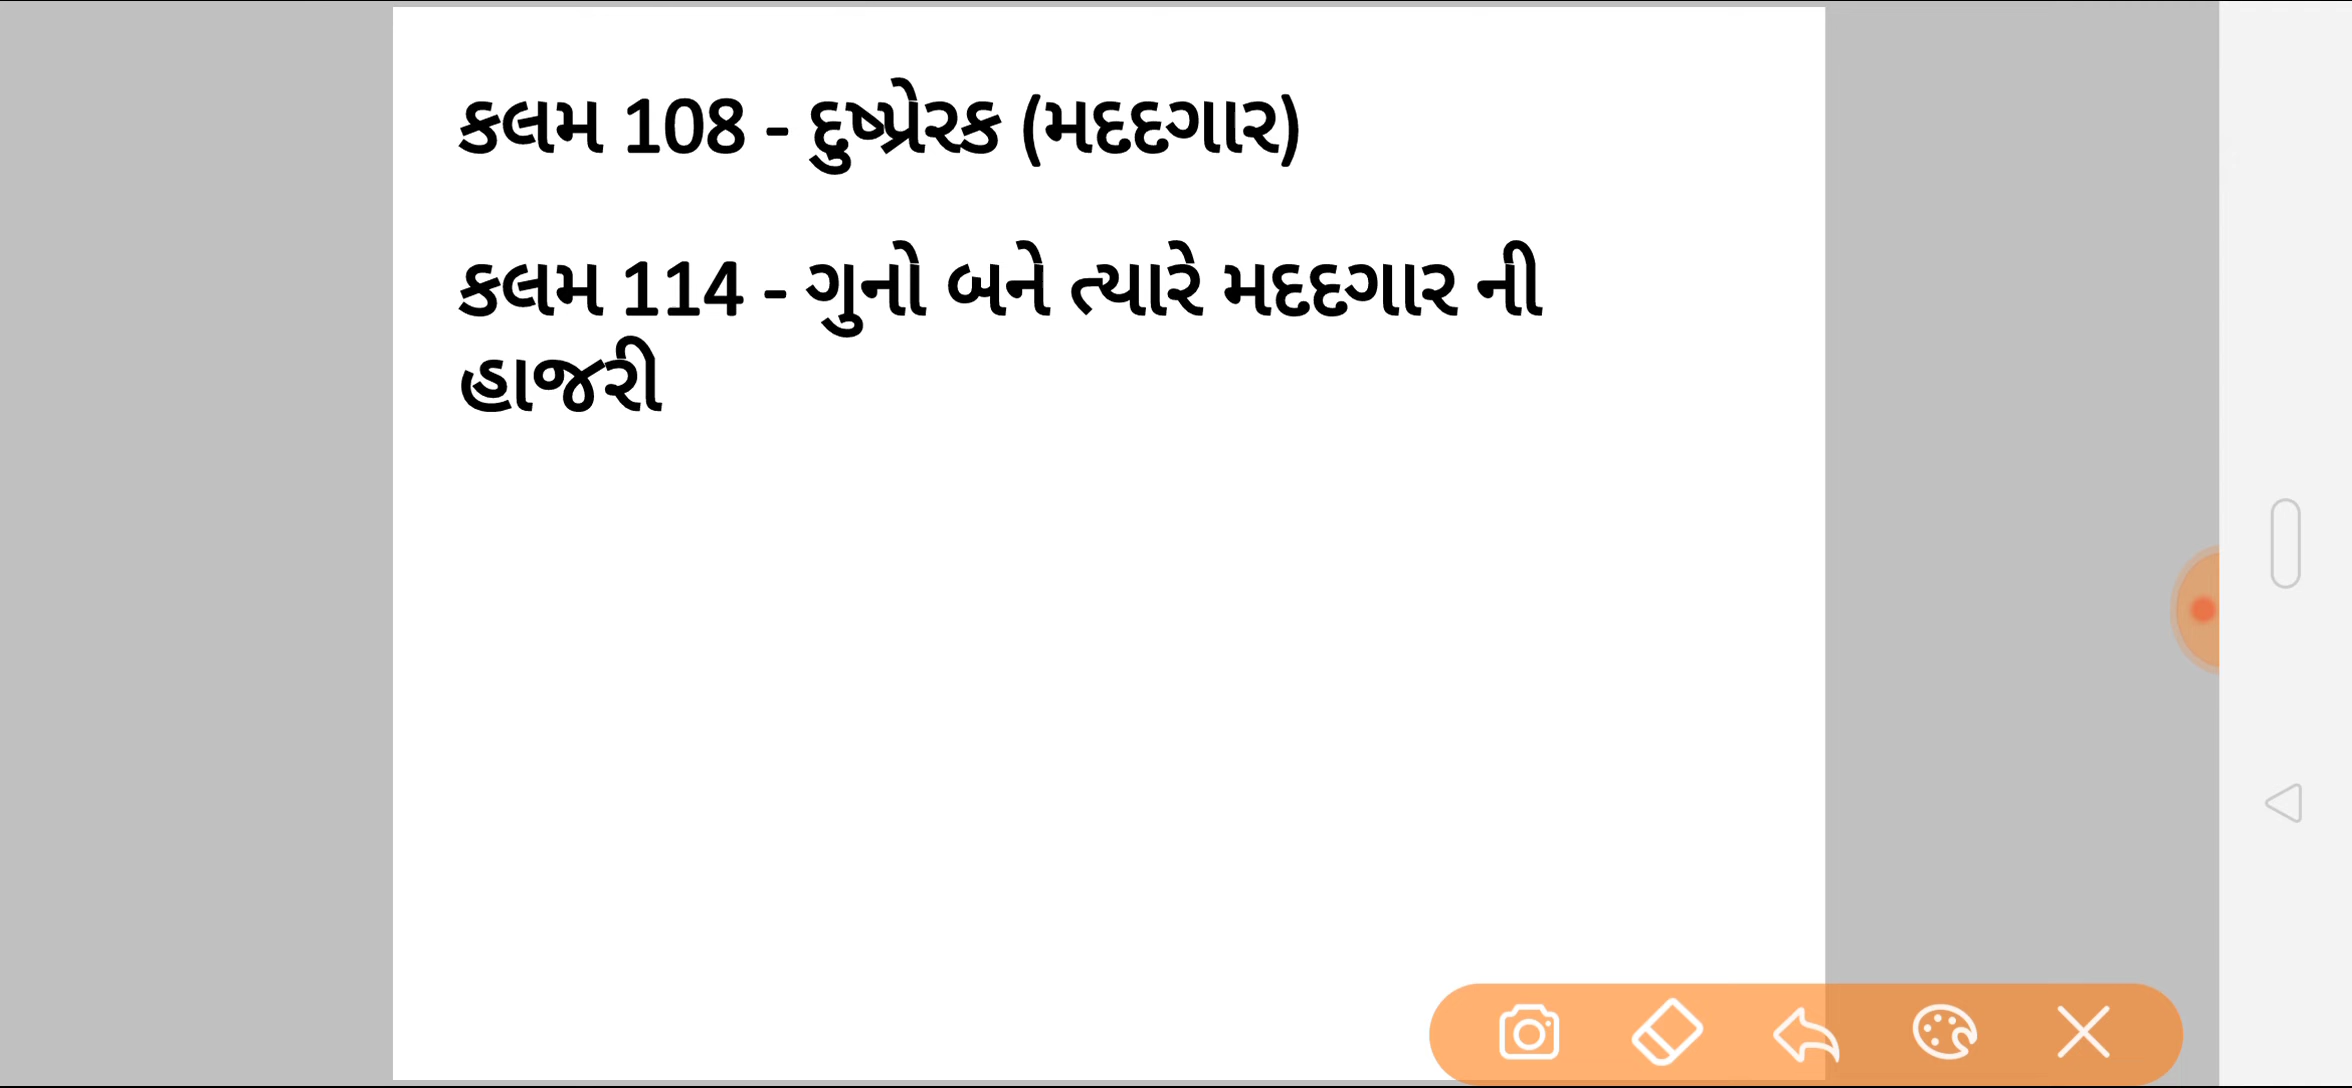 કલમ 108 - દુષ્પ્રેરક (મદદગાર)
કલમ 114 - ગુનો બને ત્યારે મદદગાર ની
હાજરી